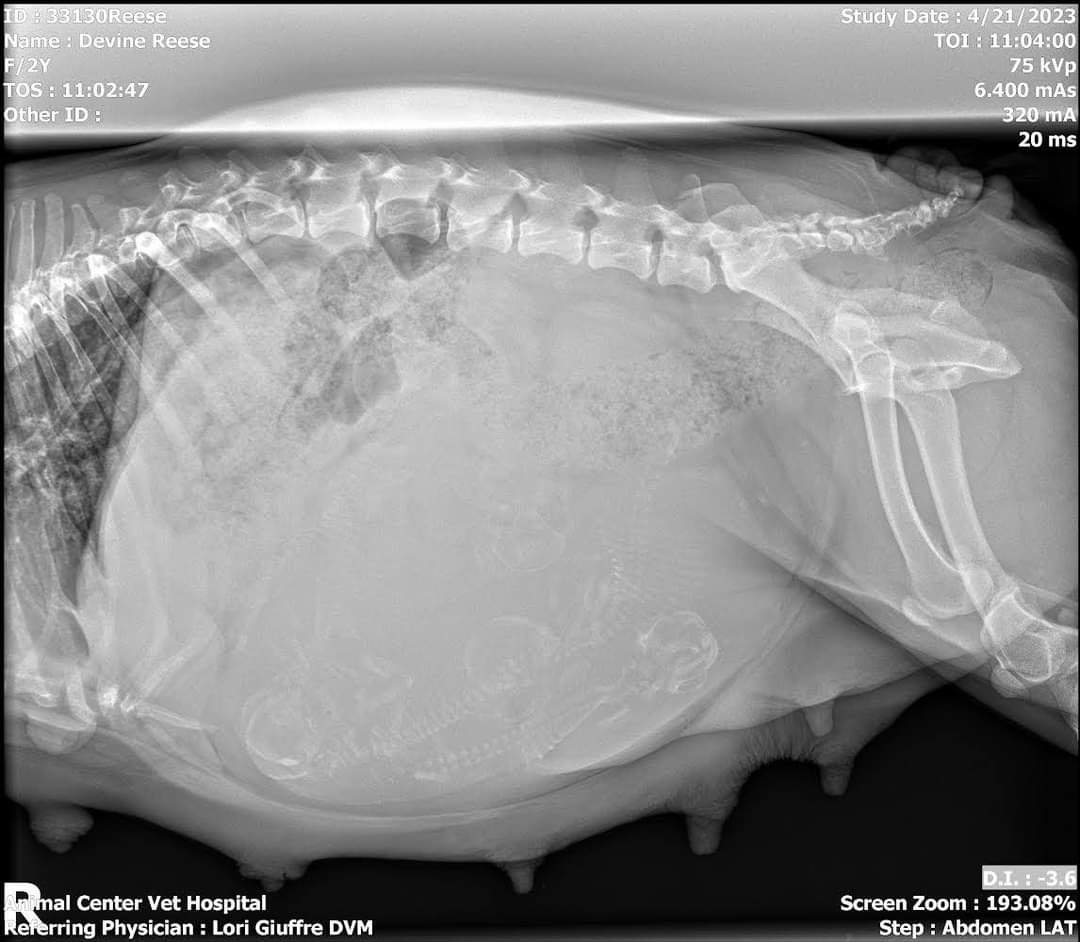 ID : 33130Reese
Name : Devine Reese
F/2Y
TOS : 11:02:47
Other ID :
Study Date : 4/21/2023
TOI : 11:04:00
75 kVp
6.400 mAs
320 mA
20 ms
R
Animal Center Vet Hospital
Referring Physician : Lori Giuffre DVM
D.I. : -3.6
Screen Zoom : 193.08%
Step : Abdomen LAT